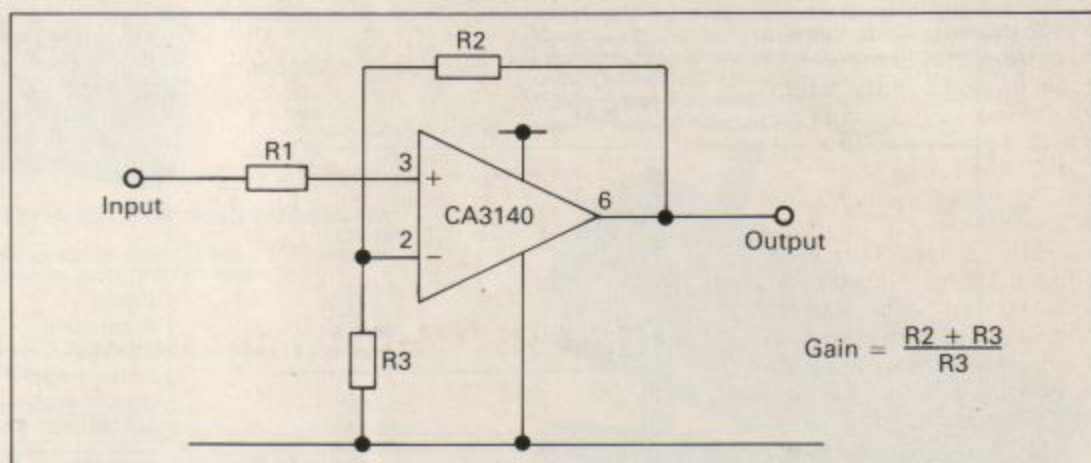 R2
R1
3
+
Input
CA3140
6
2
−
Output
R3
Gain = R2 + R3
R3